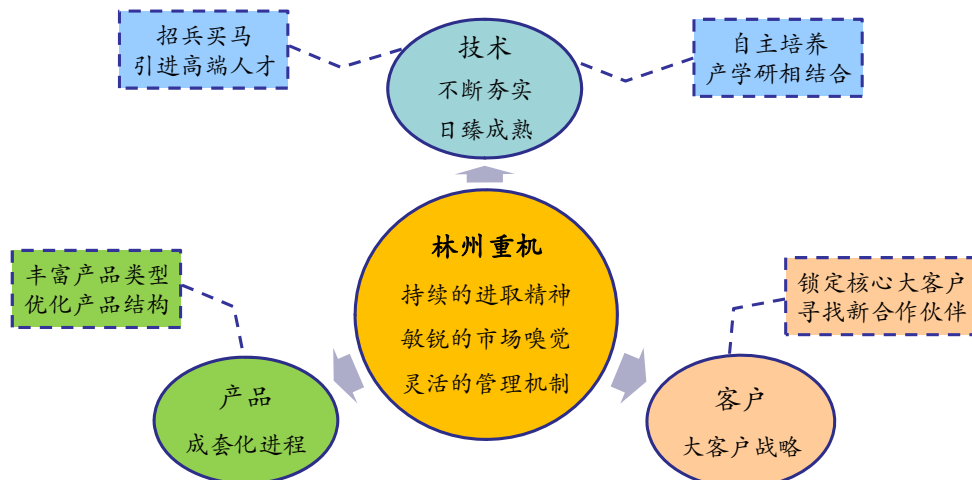 招兵买马
引进高端人才
技术
不断夯实
日臻成熟
自主培养
产学研相结合
林州重机
持续的进取精神
敏锐的市场嗅觉
灵活的管理机制
丰富产品类型
优化产品结构
产品
成套化进程
锁定核心大客户
寻找新合作伙伴
客户
大客户战略